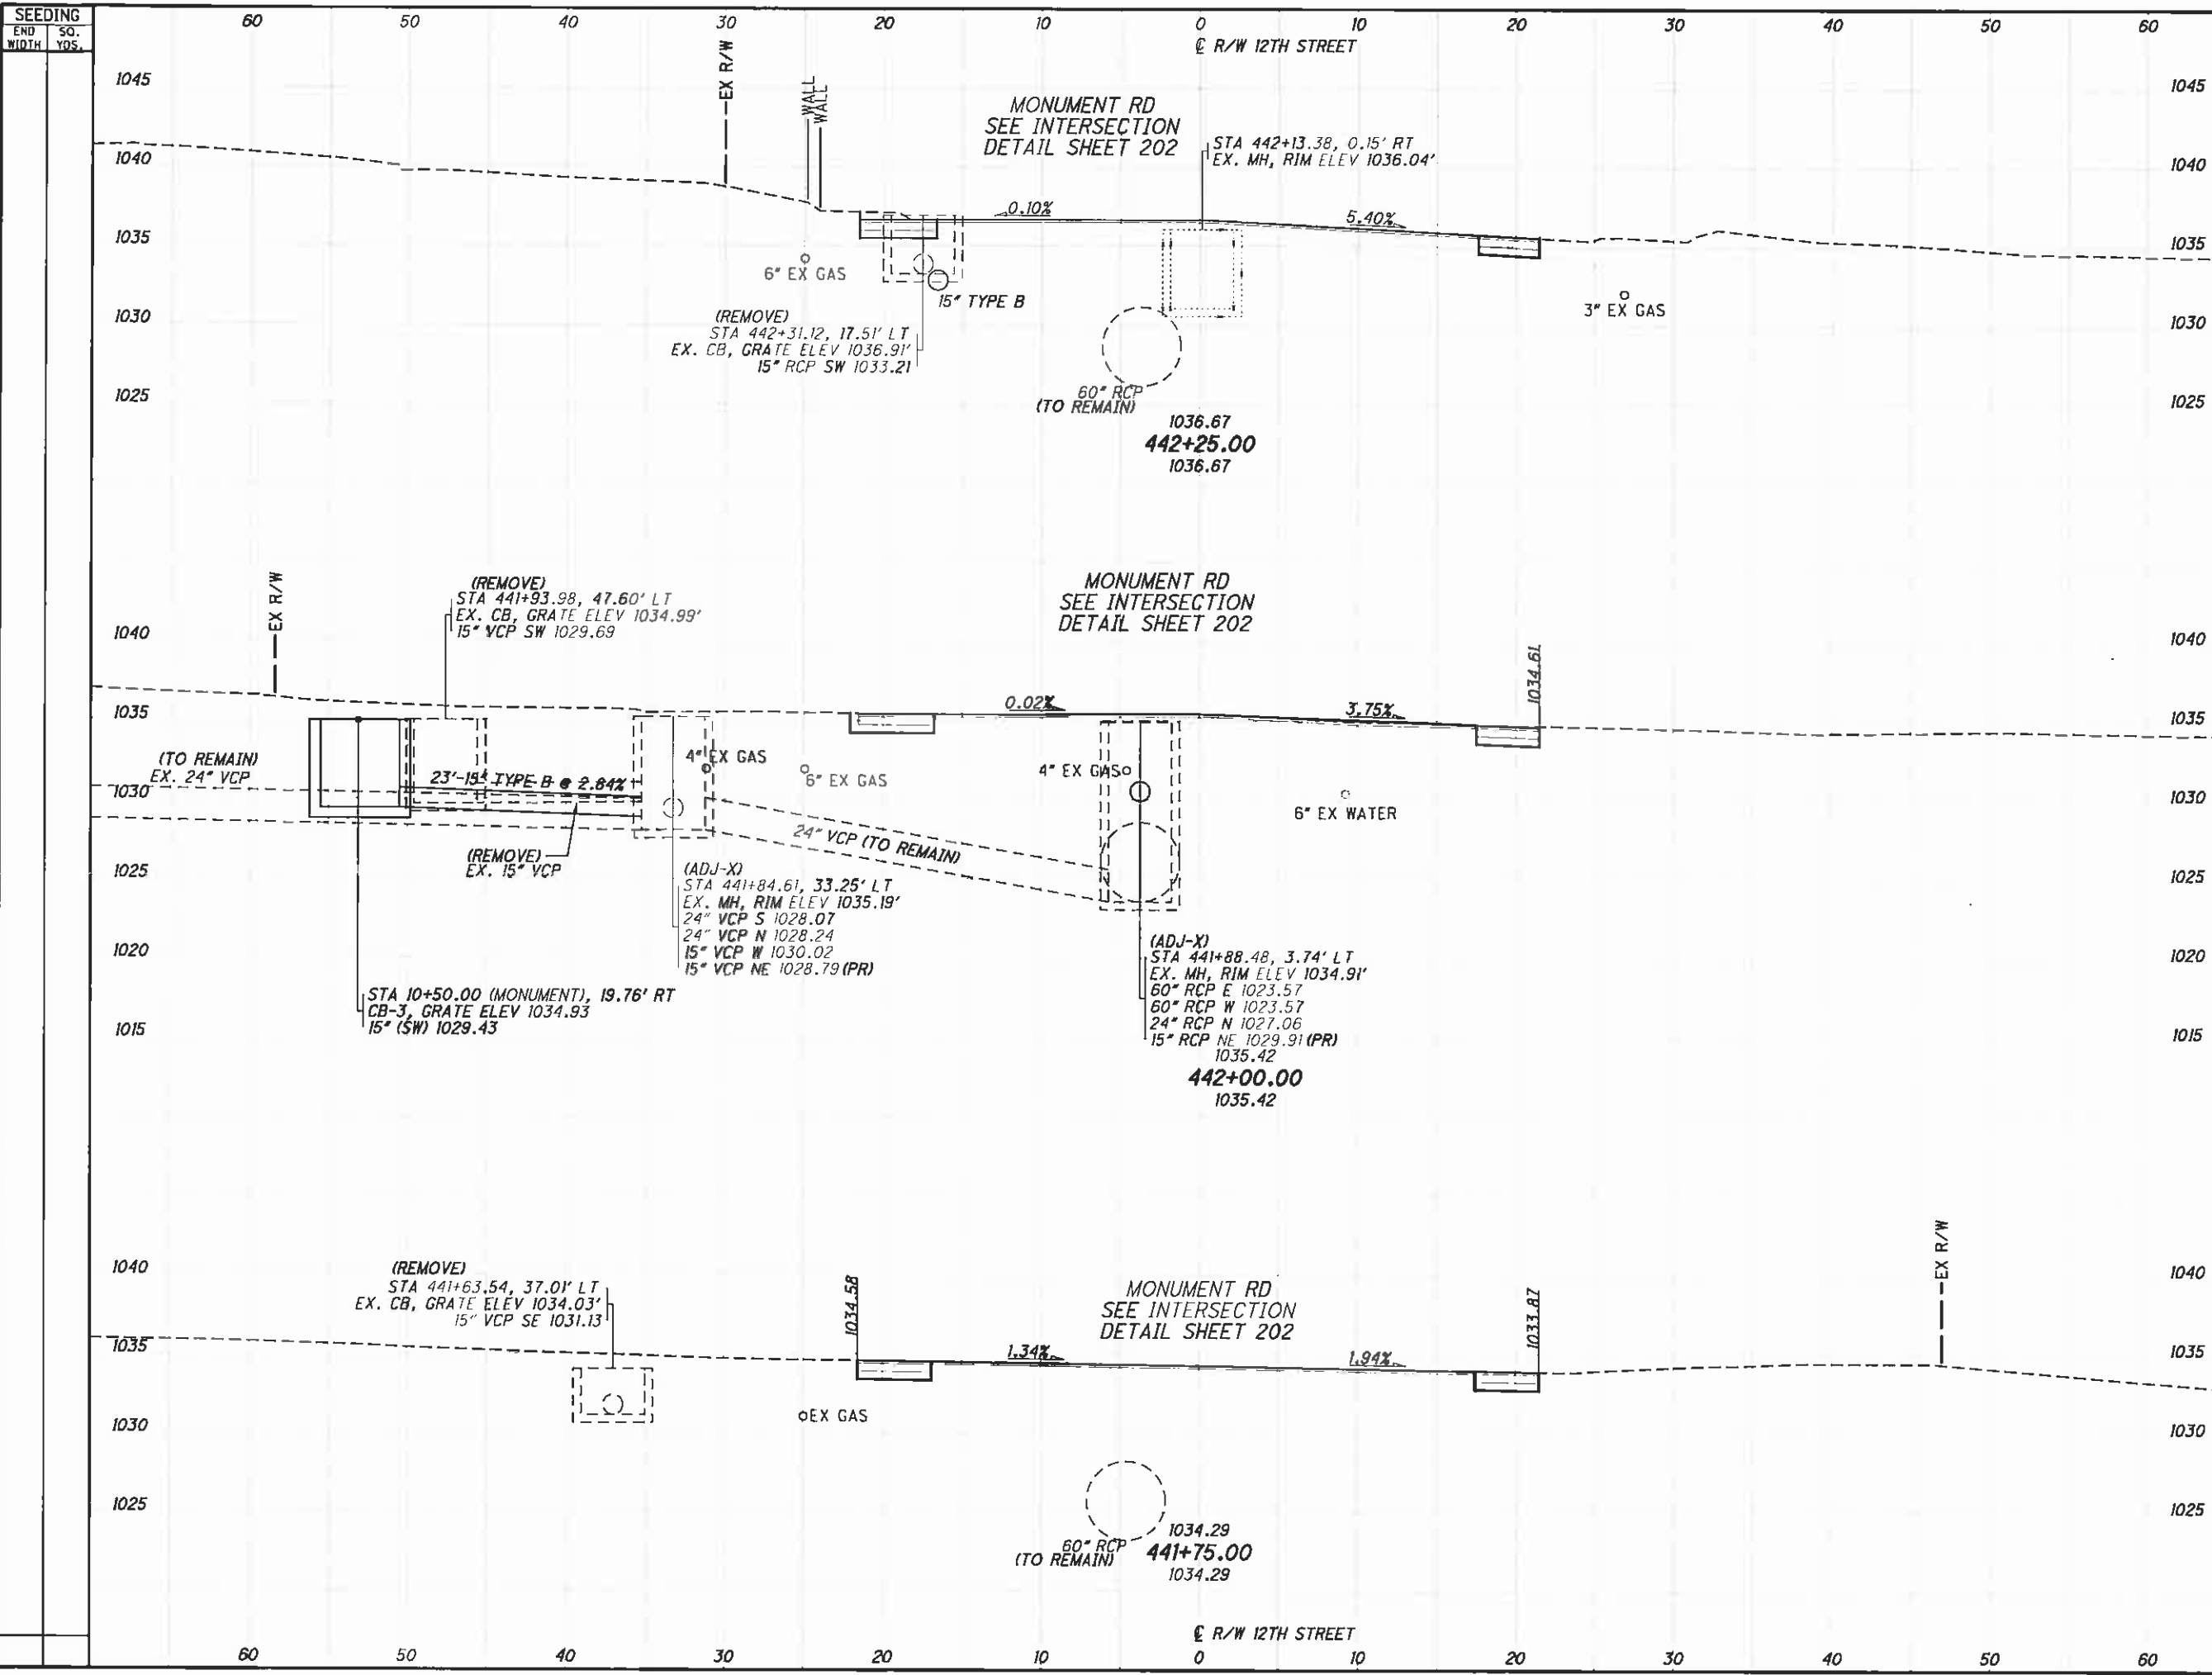 SEEDING
END WIDTH
SQ. YDS.
60 50 40 30 20 10 0 10 20 30 40 50 60
℄ R/W 12TH STREET
EX R/W
WALL
WALL
MONUMENT RD
SEE INTERSECTION
DETAIL SHEET 202
STA 442+13.38, 0.15' RT
EX. MH, RIM ELEV 1036.04'
1045 1045
1040 1040
1035 1035
1030 1030
1025 1025
0.10%
5.40%
6" EX GAS
15" TYPE B
3" EX GAS
(REMOVE)
STA 442+31.12, 17.51' LT
EX. CB, GRATE ELEV 1036.91'
15" RCP SW 1033.21
60" RCP
(TO REMAIN)
1036.67
442+25.00
1036.67
EX R/W
(REMOVE)
STA 441+93.98, 47.60' LT
EX. CB, GRATE ELEV 1034.99'
15" VCP SW 1029.69
MONUMENT RD
SEE INTERSECTION
DETAIL SHEET 202
1034.61
1040 1040
1035 1035
1030 1030
1025 1025
1020 1020
1015 1015
0.02%
3.75%
(TO REMAIN)
EX. 24" VCP
23'-15" TYPE B @ 2.84%
4" EX GAS
6" EX GAS
4" EX GAS
6" EX WATER
24" VCP (TO REMAIN)
(REMOVE)
EX. 15" VCP
(ADJ-X)
STA 441+84.61, 33.25' LT
EX. MH, RIM ELEV 1035.19'
24" VCP S 1028.07
24" VCP N 1028.24
15" VCP W 1030.02
15" VCP NE 1028.79 (PR)
(ADJ-X)
STA 441+88.48, 3.74' LT
EX. MH, RIM ELEV 1034.91'
60" RCP E 1023.57
60" RCP W 1023.57
24" RCP N 1027.06
15" RCP NE 1029.91 (PR)
STA 10+50.00 (MONUMENT), 19.76' RT
CB-3, GRATE ELEV 1034.93
15" (SW) 1029.43
1035.42
442+00.00
1035.42
EX R/W
(REMOVE)
STA 441+63.54, 37.01' LT
EX. CB, GRATE ELEV 1034.03'
15" VCP SE 1031.13
1034.58
MONUMENT RD
SEE INTERSECTION
DETAIL SHEET 202
1033.87
1040 1040
1035 1035
1030 1030
1025 1025
1.34%
1.94%
EX GAS
60" RCP
(TO REMAIN)
1034.29
441+75.00
1034.29
℄ R/W 12TH STREET
60 50 40 30 20 10 0 10 20 30 40 50 60